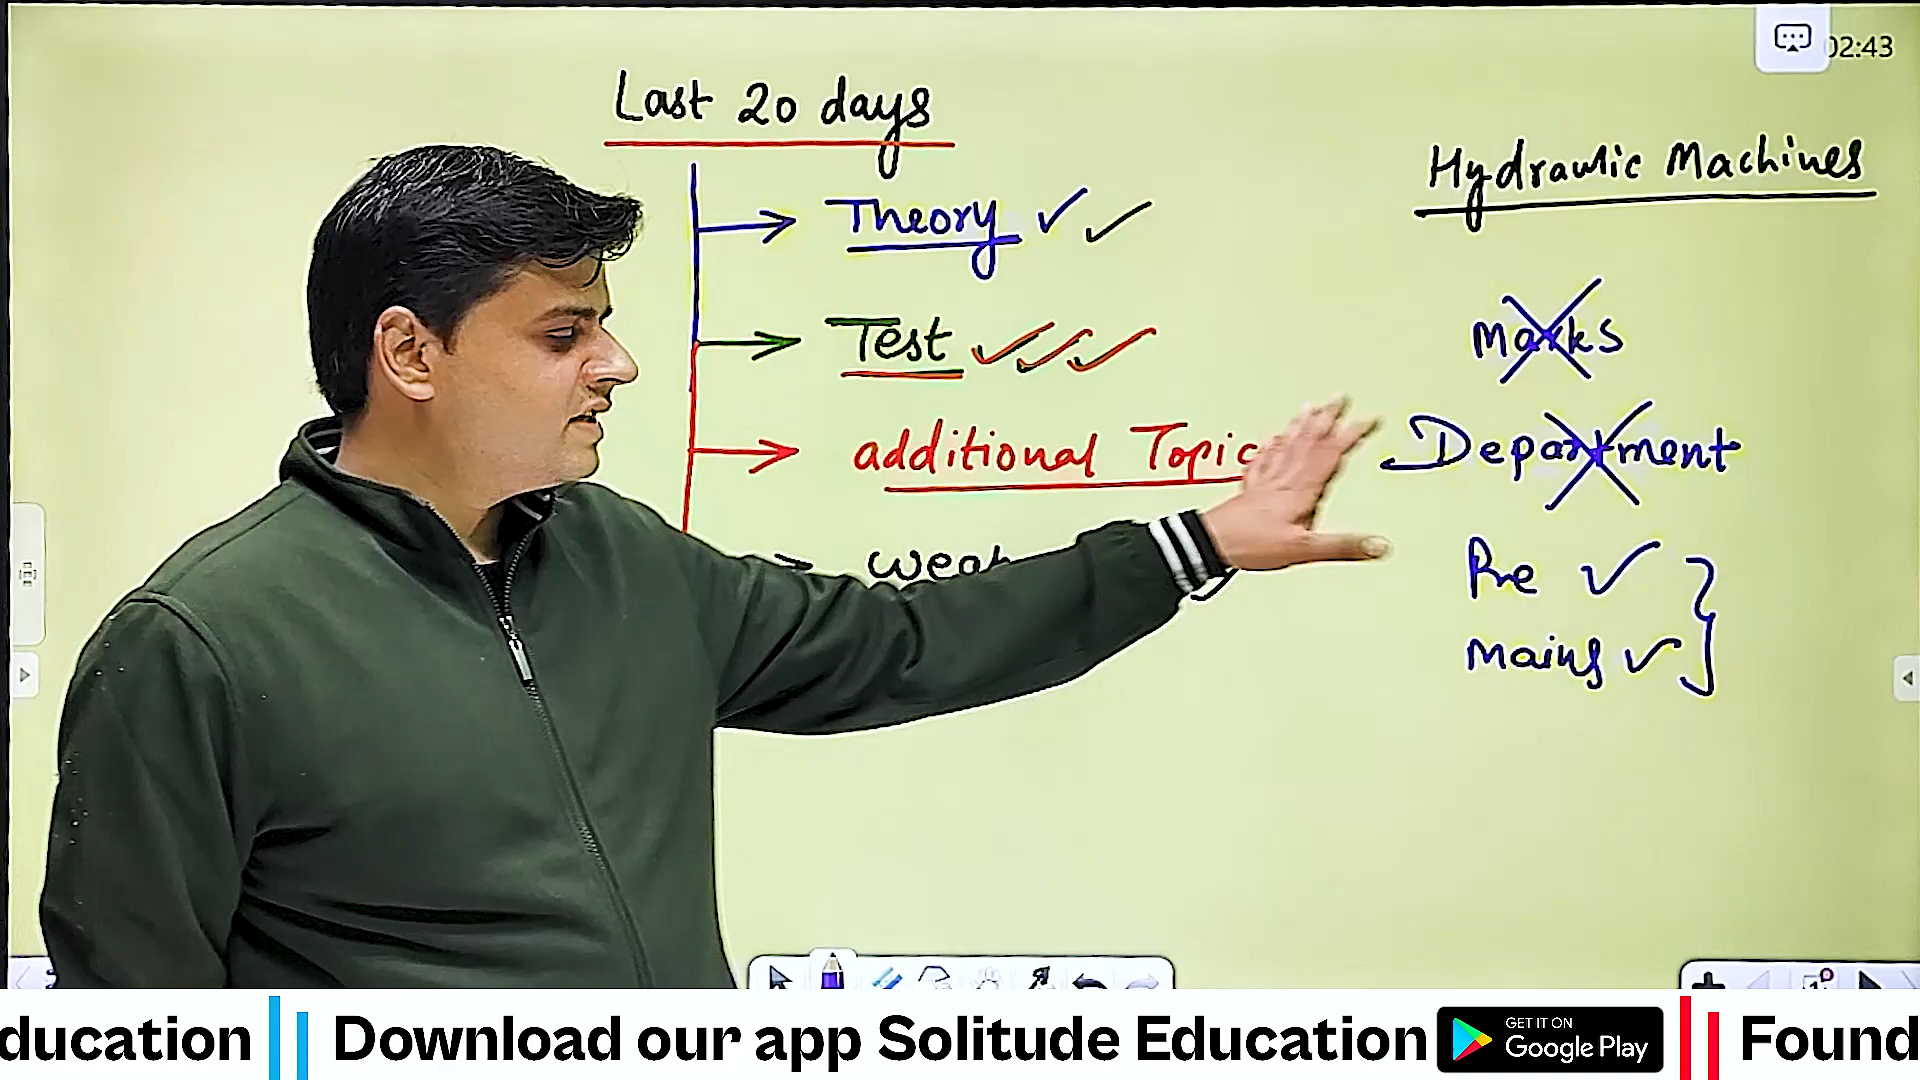 02:43
Last 20 days
Hydraulic Machines
Theory ✓ ✓
Test ✓ ✓ ✓
additional Topic
Marks
Department
Pre ✓
Mains ✓
ducation || Download our app Solitude Education GET IT ON Google Play || Found